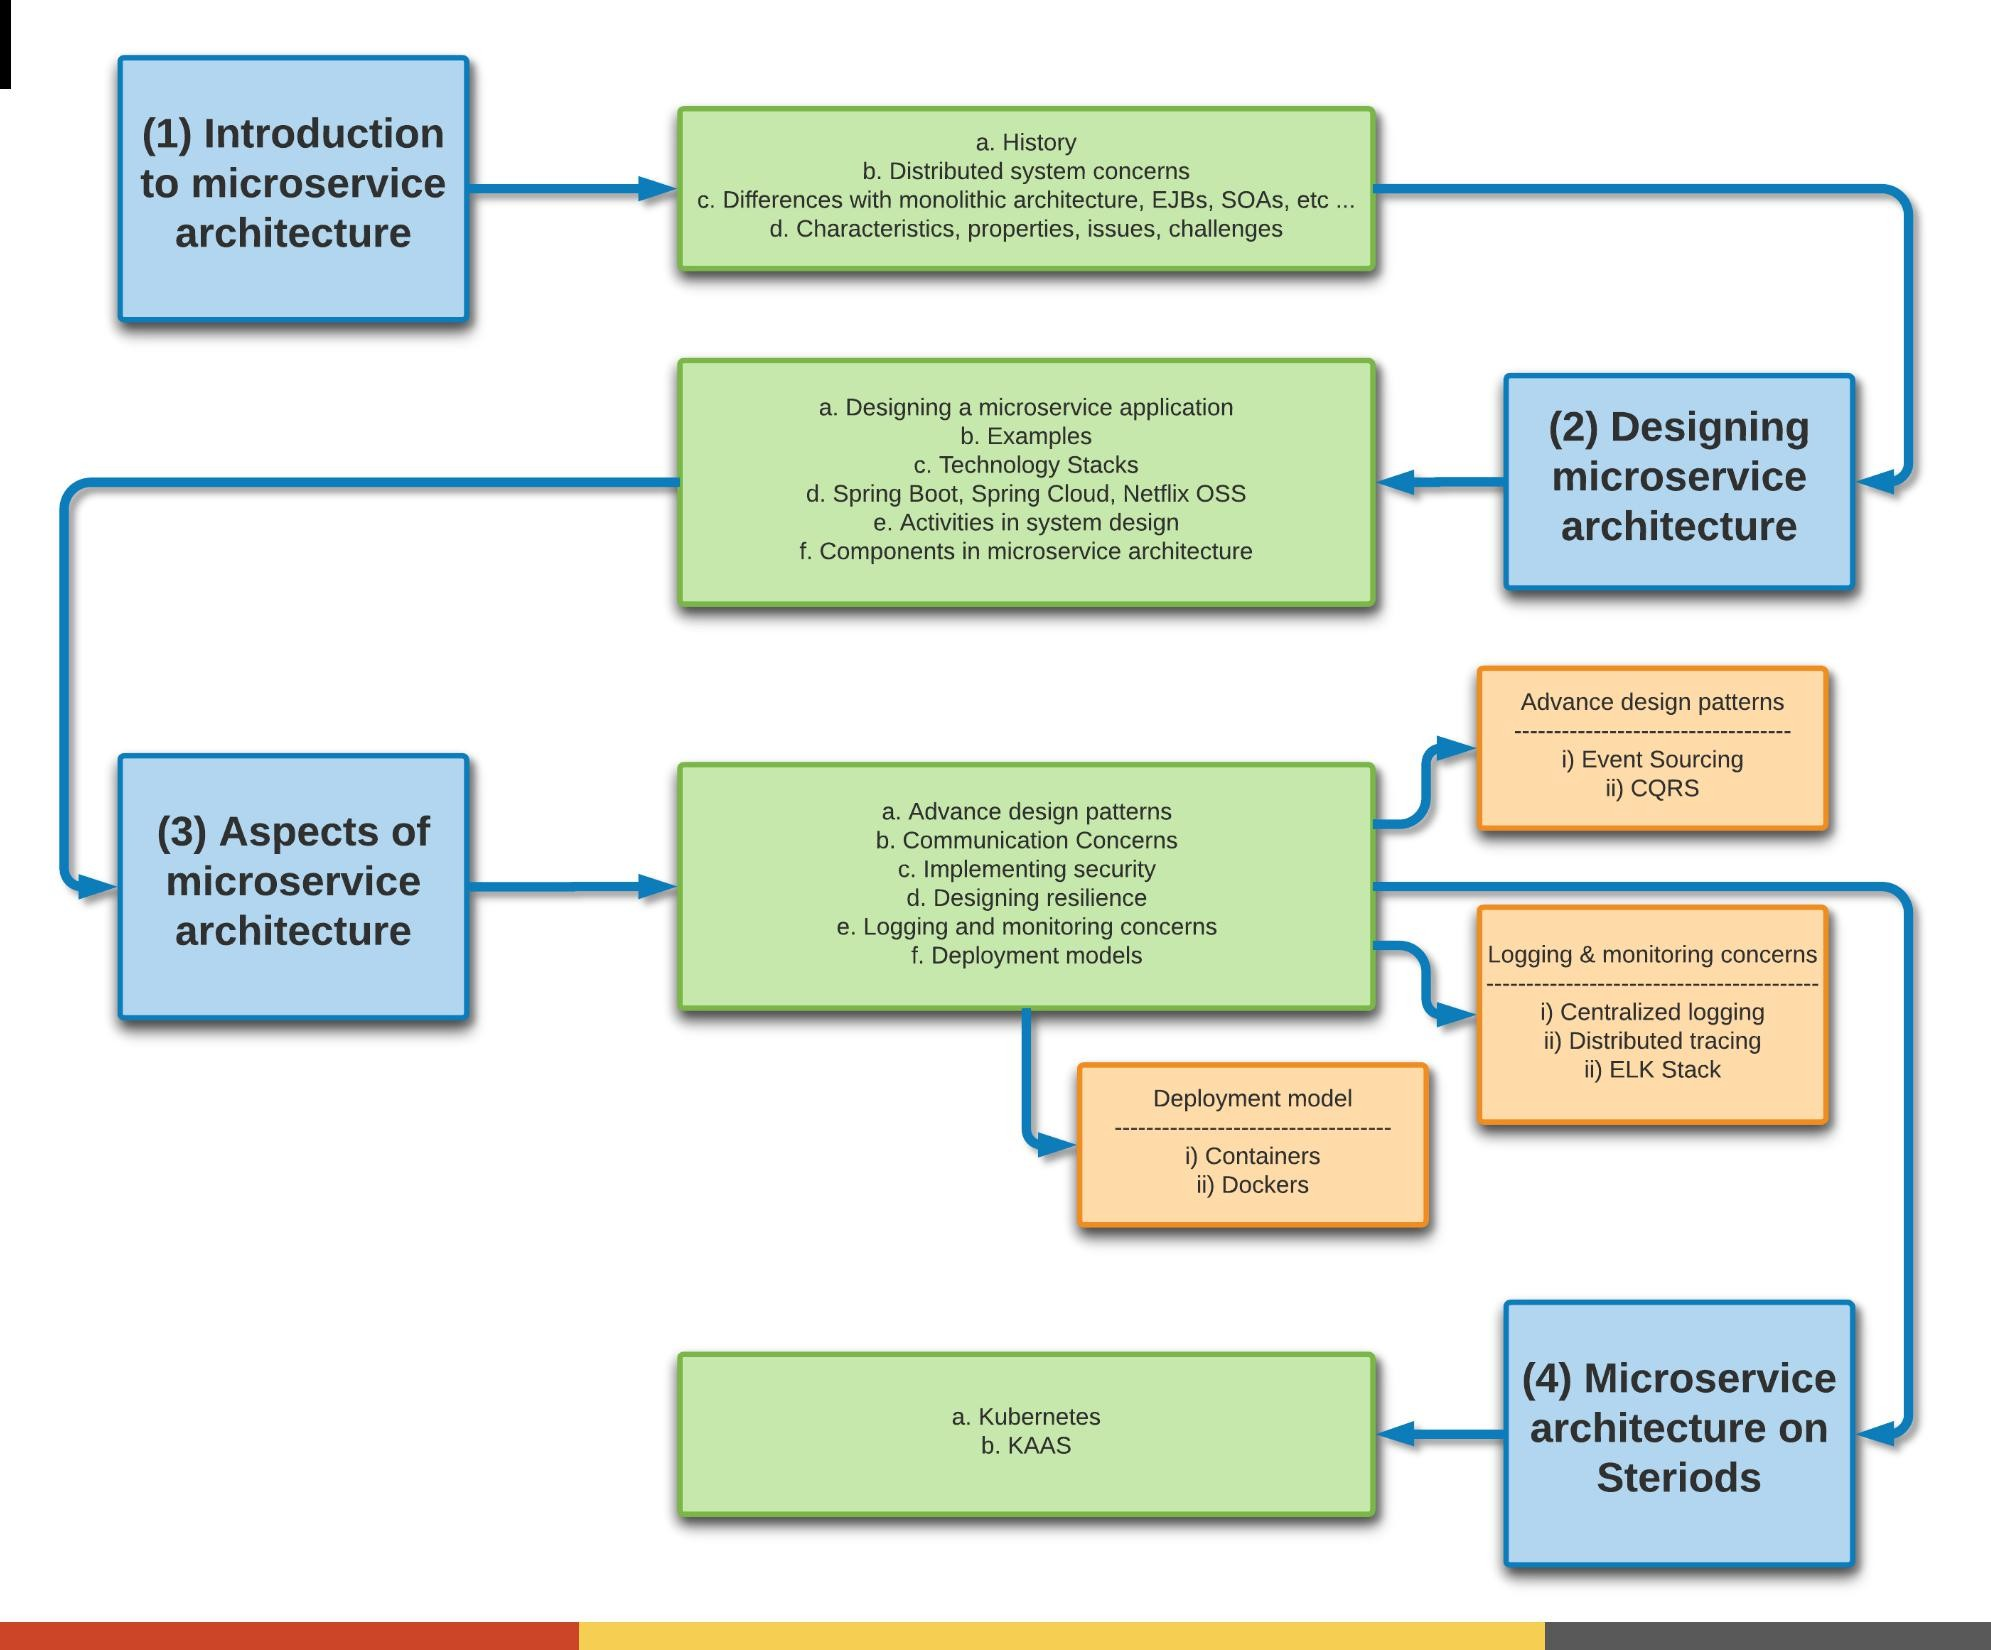 (1) Introduction
to microservice
architecture
a. History
b. Distributed system concerns
c. Differences with monolithic architecture, EJBs, SOAs, etc ...
d. Characteristics, properties, issues, challenges
(2) Designing
microservice
architecture
a. Designing a microservice application
b. Examples
c. Technology Stacks
d. Spring Boot, Spring Cloud, Netflix OSS
e. Activities in system design
f. Components in microservice architecture
(3) Aspects of
microservice
architecture
a. Advance design patterns
b. Communication Concerns
c. Implementing security
d. Designing resilience
e. Logging and monitoring concerns
f. Deployment models
Advance design patterns
-----------------------------------
i) Event Sourcing
ii) CQRS
Logging & monitoring concerns
------------------------------------------
i) Centralized logging
ii) Distributed tracing
ii) ELK Stack
Deployment model
-----------------------------------
i) Containers
ii) Dockers
(4) Microservice
architecture on
Steriods
a. Kubernetes
b. KAAS